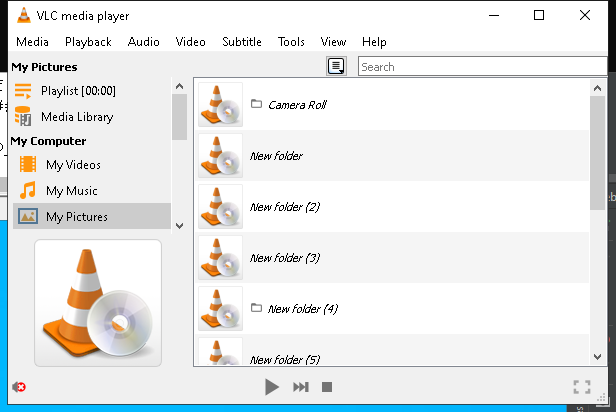 VLC media player
Media Playback Audio Video Subtitle Tools View Help
My Pictures
Search
Playlist [00:00]
Media Library
My Computer
My Videos
My Music
My Pictures
Camera Roll
New folder
New folder (2)
New folder (3)
New folder (4)
New folder (5)